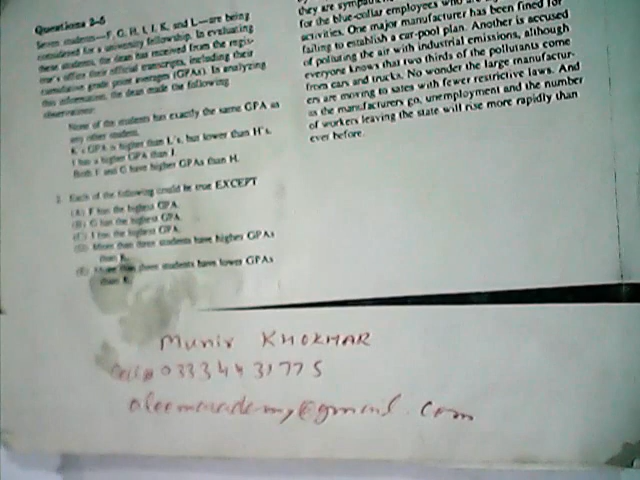 Questions 2-6
Seven students—F, G, H, I, J, K, and L—are being
considered for a university fellowship. In evaluating
these students, the dean has received from the regis-
trar's office their official transcripts, including their
cumulative grade point averages (GPAs). In analyzing
this information, the dean made the following
observations:
None of the students has exactly the same GPA as
any other student.
K's GPA is higher than L's, but lower than H's.
I has a higher GPA than J.
Both F and G have higher GPAs than H.
2. Each of the following could be true EXCEPT
(A) F has the highest GPA.
(B) G has the highest GPA.
(C) I has the highest GPA.
(D) More than three students have higher GPAs
than K.
(E) More than three students have lower GPAs
than K.
they are
for the blue-collar employees who are
activities. One major manufacturer has been fined for
failing to establish a car-pool plan. Another is accused
of polluting the air with industrial emissions, although
everyone knows that two thirds of the pollutants come
from cars and trucks. No wonder the large manufactur-
ers are moving to states with fewer restrictive laws. And
as the manufacturers go, unemployment and the number
of workers leaving the state will rise more rapidly than
ever before.
Munir KHOKHAR
Cell # 03334431775